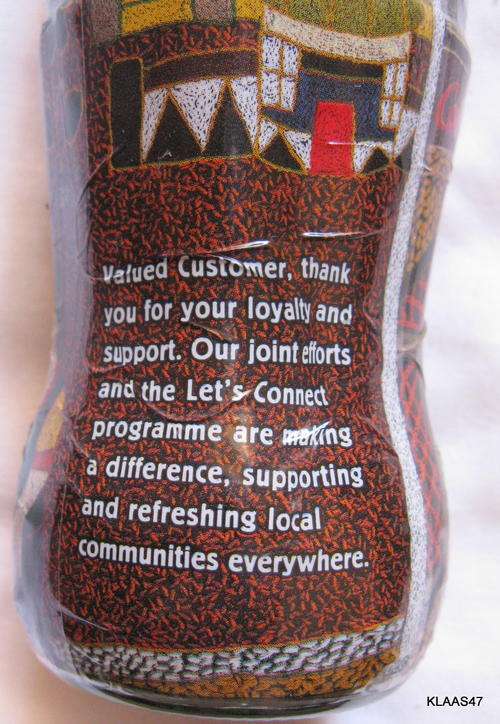 Valued Customer, thank
you for your loyalty and
support. Our joint efforts
and the Let's Connect
programme are making
a difference, supporting
and refreshing local
communities everywhere.
KLAAS47